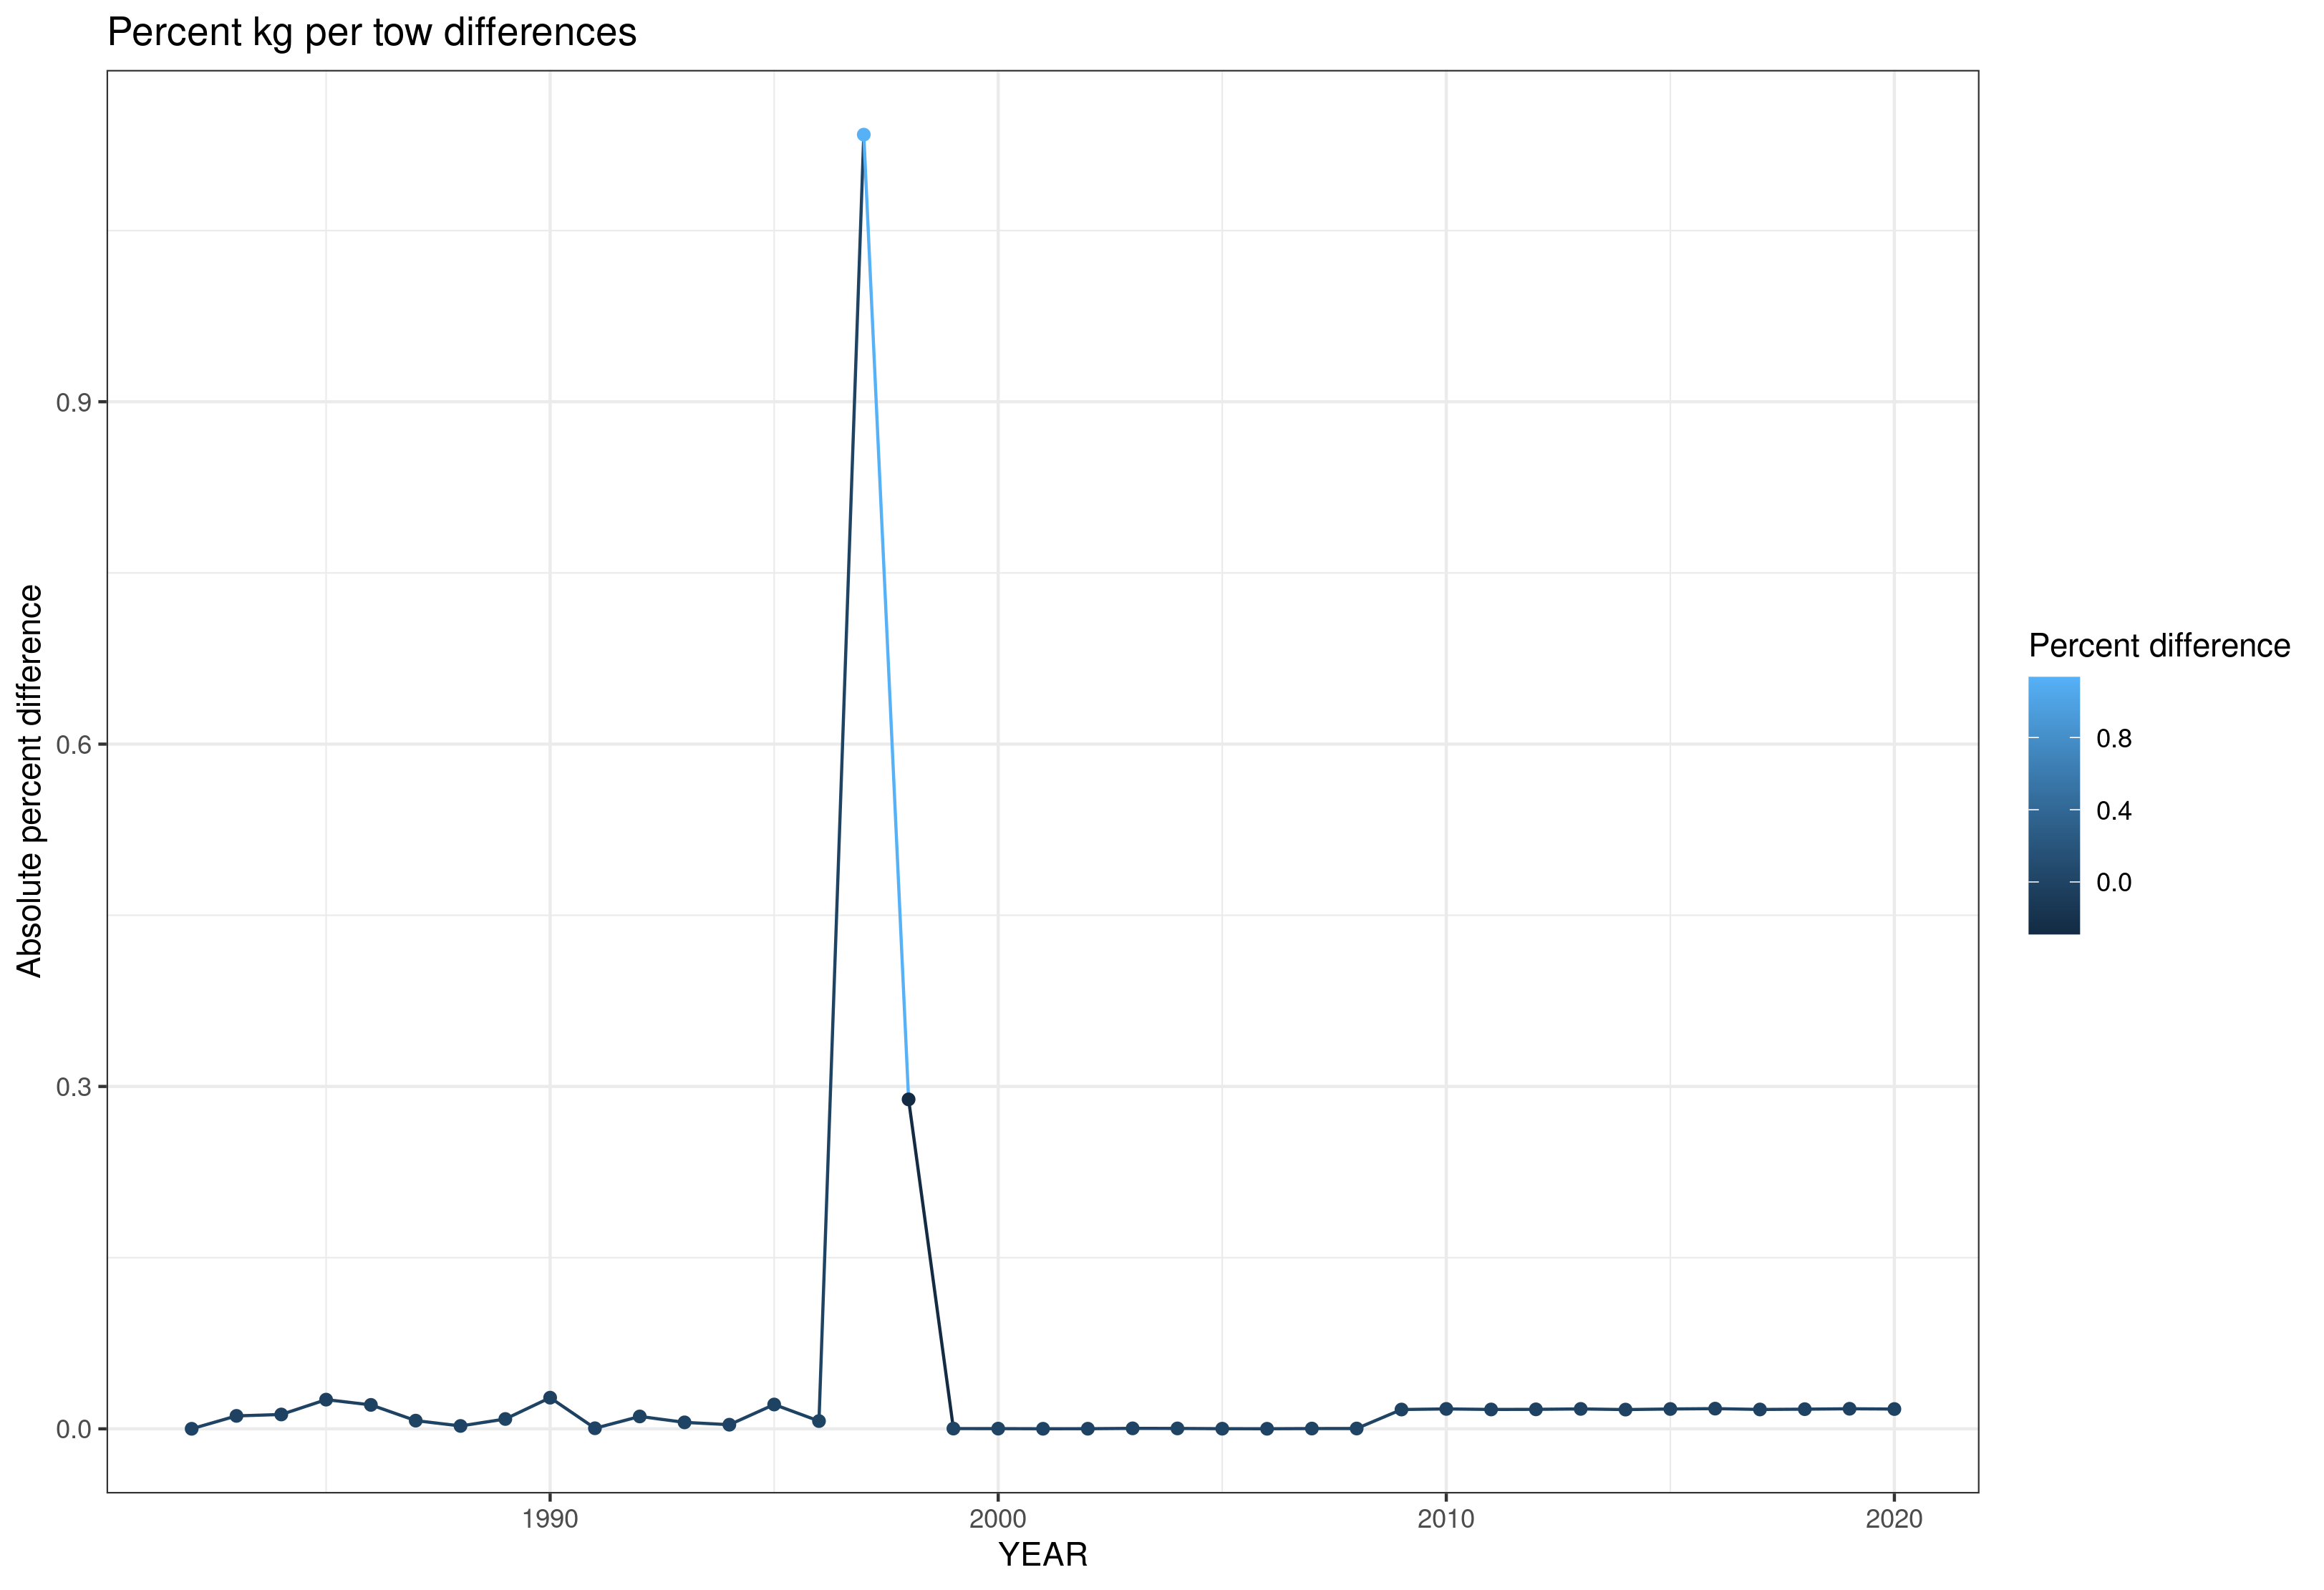 Percent kg per tow differences
Absolute percent difference
0.9
0.6
0.3
0.0
1990
2000
2010
2020
YEAR
Percent difference
0.8
0.4
0.0